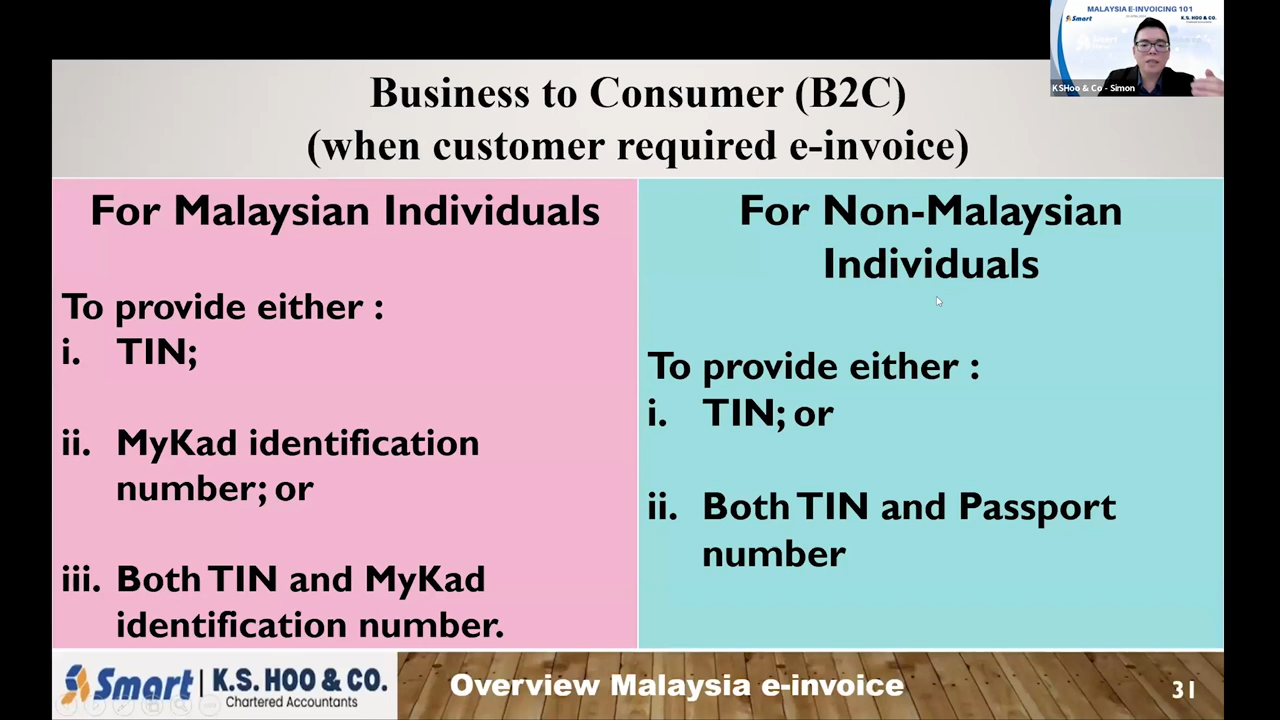 MALAYSIA E-INVOICING 101
Smart
K.S. HOO & CO.
KSHoo & Co - Simon
Business to Consumer (B2C)
(when customer required e-invoice)
For Malaysian Individuals
To provide either :
i. TIN;
ii. MyKad identification
number; or
iii. Both TIN and MyKad
identification number.
For Non-Malaysian
Individuals
To provide either :
i. TIN; or
ii. Both TIN and Passport
number
Smart | K.S. HOO & CO.
Chartered Accountants
Overview Malaysia e-invoice
31